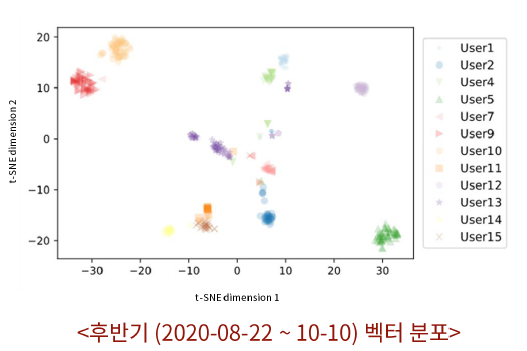 20
10
0
−10
−20
t-SNE dimension 2
−30
−20
−10
0
10
20
30
t-SNE dimension 1
User1
User2
User4
User5
User7
User9
User10
User11
User12
User13
User14
User15
<후반기 (2020-08-22 ~ 10-10) 벡터 분포>